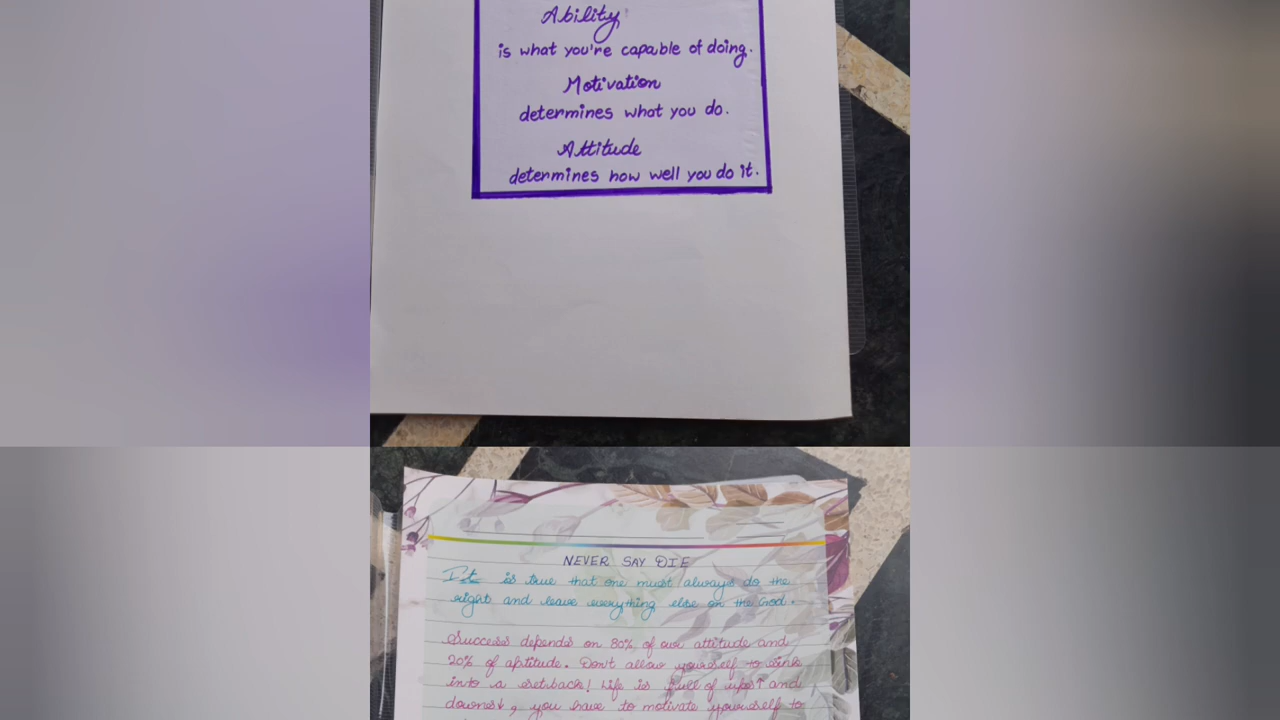 Ability
is what you're capable of doing.
Motivation
determines what you do.
Attitude
determines how well you do it.
NEVER SAY DIE
It is true that one must always do the
right and leave everything else on the God.
Success depends on 80% of our attitude and
20% of aptitude. Don't allow yourself to sink
into a setback! Life is full of ups↑ and
downs↓, you have to motivate yourself to